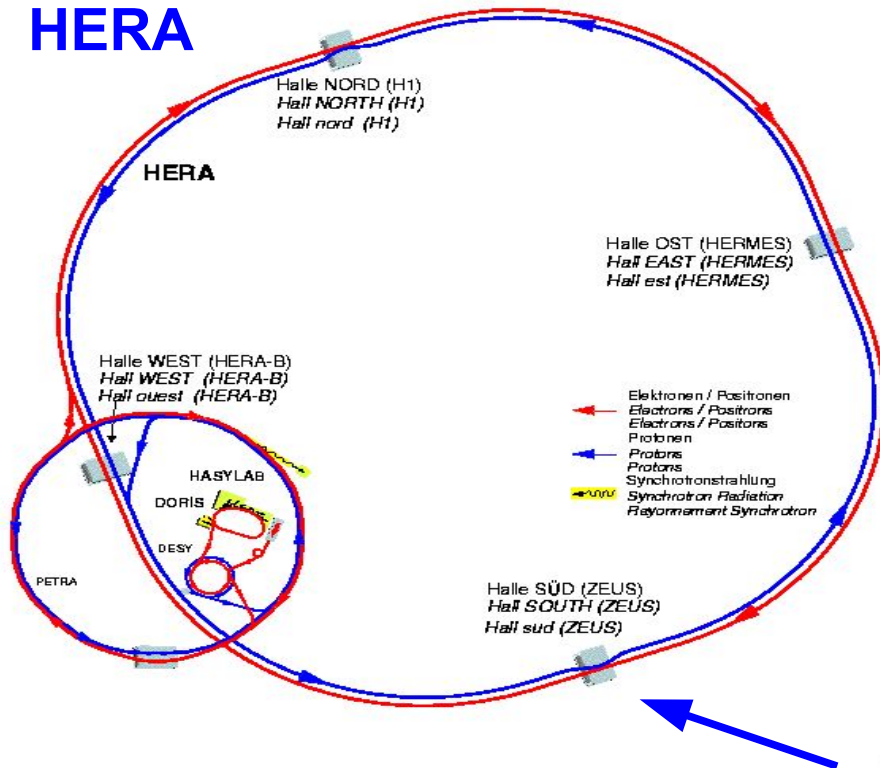 HERA
Halle NORD (H1)
Hall NORTH (H1)
Hall nord (H1)
HERA
Halle OST (HERMES)
Hall EAST (HERMES)
Hall est (HERMES)
Halle WEST (HERA-B)
Hall WEST (HERA-B)
Hall ouest (HERA-B)
Elektronen / Positronen
Electrons / Positrons
Electrons / Positons
Protonen
Protons
Protons
Synchrotronstrahlung
Synchrotron Radiation
Rayonnement Synchrotron
HASYLAB
DORIS
DESY
PETRA
Halle SÜD (ZEUS)
Hall SOUTH (ZEUS)
Hall sud (ZEUS)